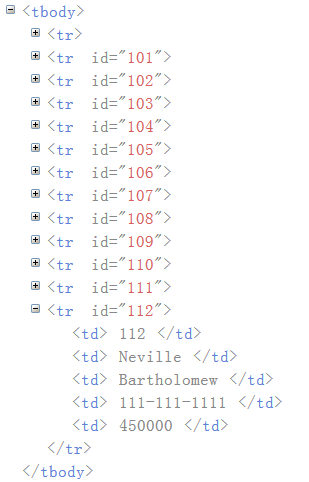 <tbody>
<tr>
<tr id="101">
<tr id="102">
<tr id="103">
<tr id="104">
<tr id="105">
<tr id="106">
<tr id="107">
<tr id="108">
<tr id="109">
<tr id="110">
<tr id="111">
<tr id="112">
<td> 112 </td>
<td> Neville </td>
<td> Bartholomew </td>
<td> 111-111-1111 </td>
<td> 450000 </td>
</tr>
</tbody>